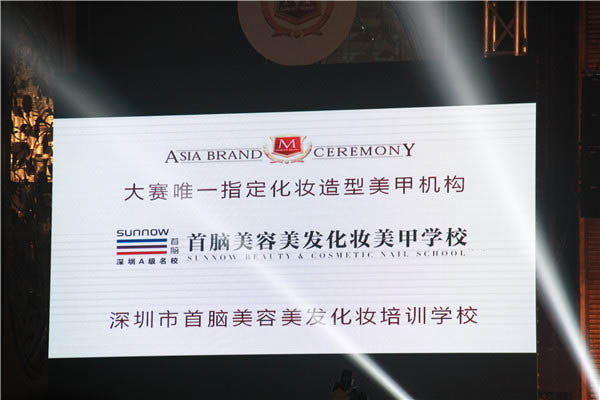 ASIA BRAND M CEREMONY
大赛唯一指定化妆造型美甲机构
sunnow
首脑
深圳A级名校
首脑美容美发化妆美甲学校
SUNNOW BEAUTY & COSMETIC NAIL SCHOOL
深圳市首脑美容美发化妆培训学校